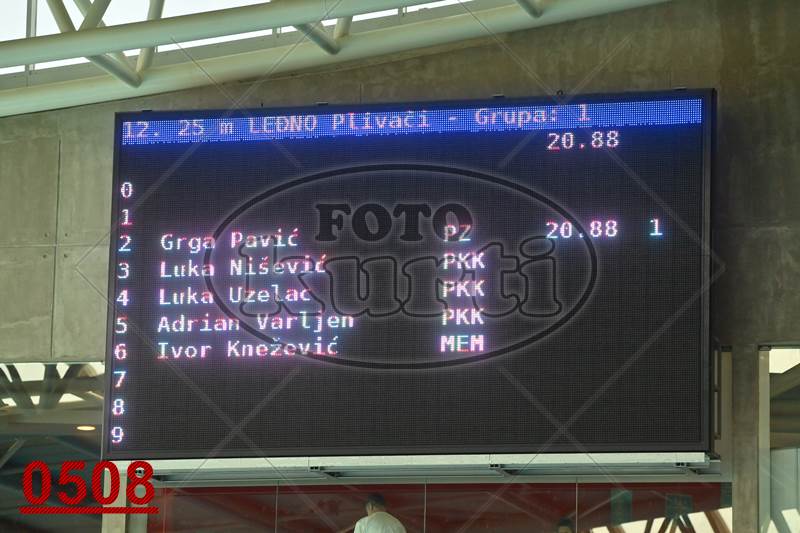 12. 25 m LEĐNO Plivači - Grupa: 1
20.88
0
1
2 Grga Pavić PZ 20.88 1
3 Luka Nišević PKK
4 Luka Uzelac PKK
5 Adrian Varljen PKK
6 Ivor Knežević MEM
7
8
9
FOTO
kurti
0508